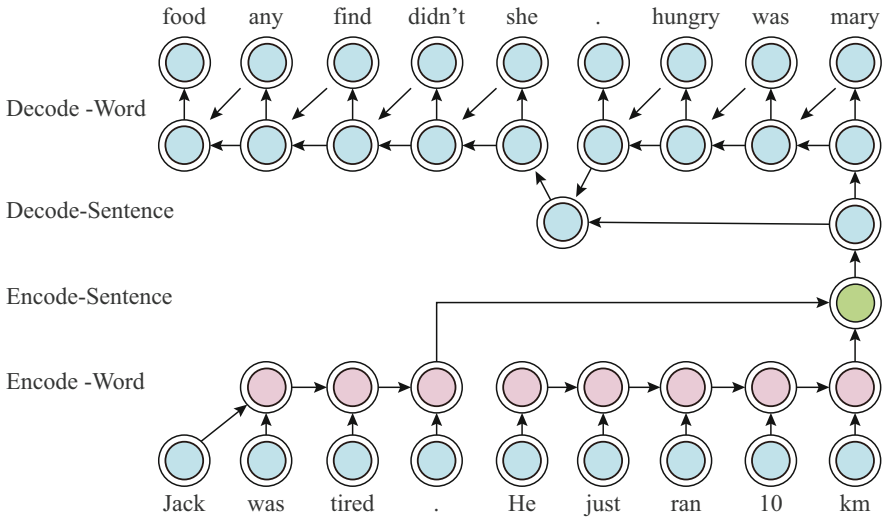 food any find didn't she . hungry was mary
Decode -Word
Decode-Sentence
Encode-Sentence
Encode -Word
Jack was tired . He just ran 10 km